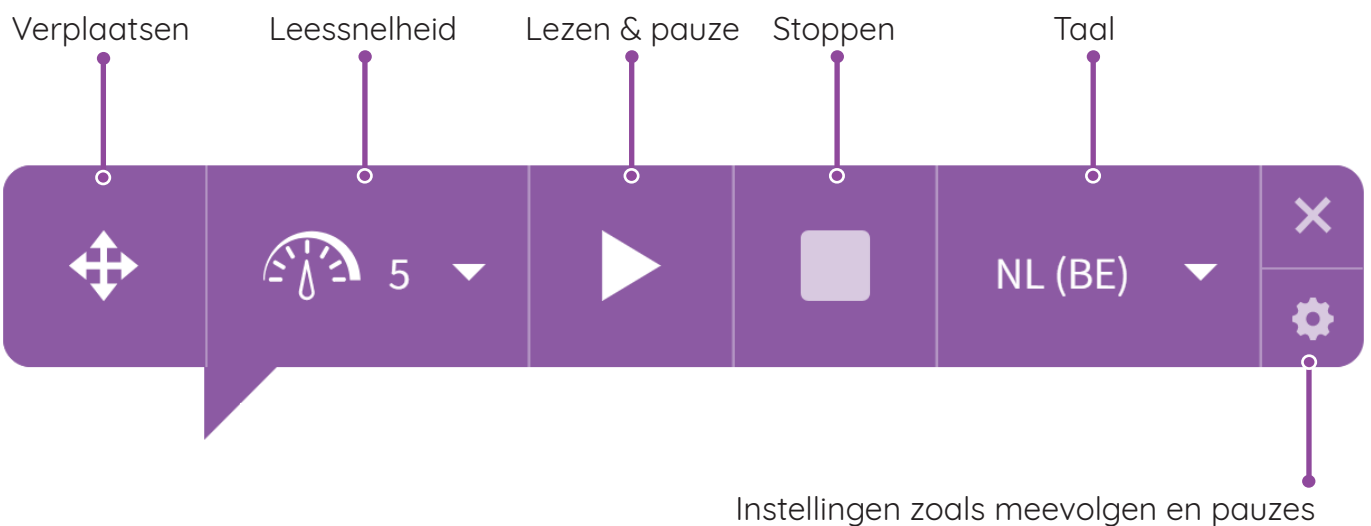 Verplaatsen Leessnelheid Lezen & pauze Stoppen Taal
5 NL (BE)
Instellingen zoals meevolgen en pauzes